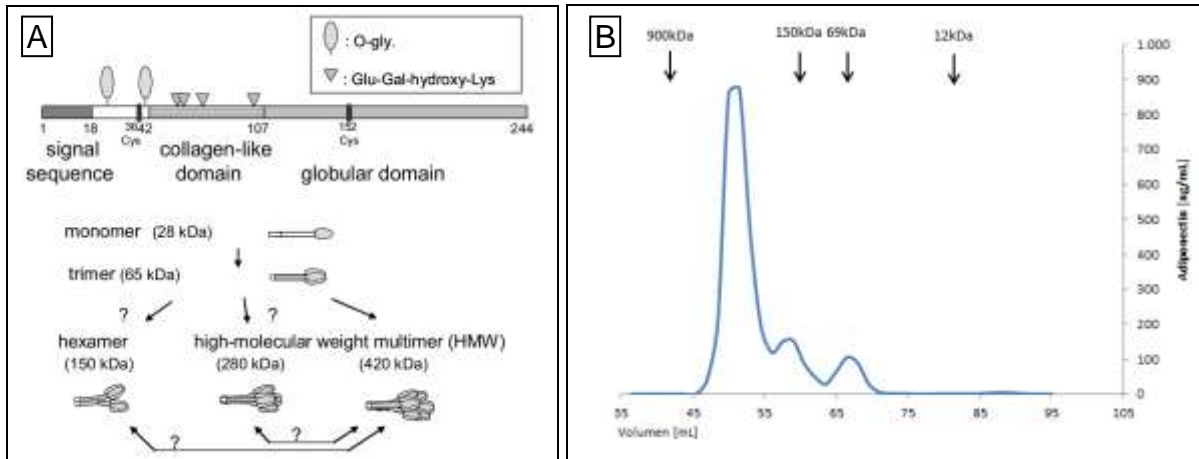 A
: O-gly.
: Glu-Gal-hydroxy-Lys
1 18 36 42 107 152 244
Cys Cys
signal sequence
collagen-like domain
globular domain
monomer (28 kDa)
trimer (65 kDa)
? ?
hexamer
(150 kDa)
high-molecular weight multimer (HMW)
(280 kDa) (420 kDa)
? ?
B
900kDa 150kDa 69kDa 12kDa
1.000
900
800
700
600
500
400
300
200
100
0
Adiponectin [ng/mL]
35 45 55 65 75 85 95 105
Volumen [mL]